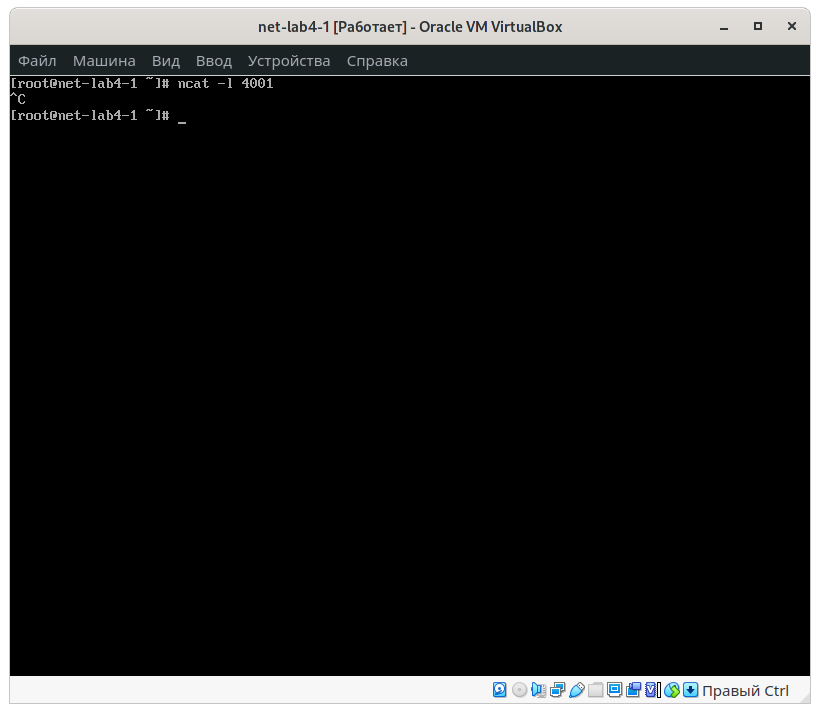 net-lab4-1 [Работает] - Oracle VM VirtualBox
Файл Машина Вид Ввод Устройства Справка
[root@net-lab4-1 ~]# ncat -l 4001
^C
[root@net-lab4-1 ~]# _
Правый Ctrl